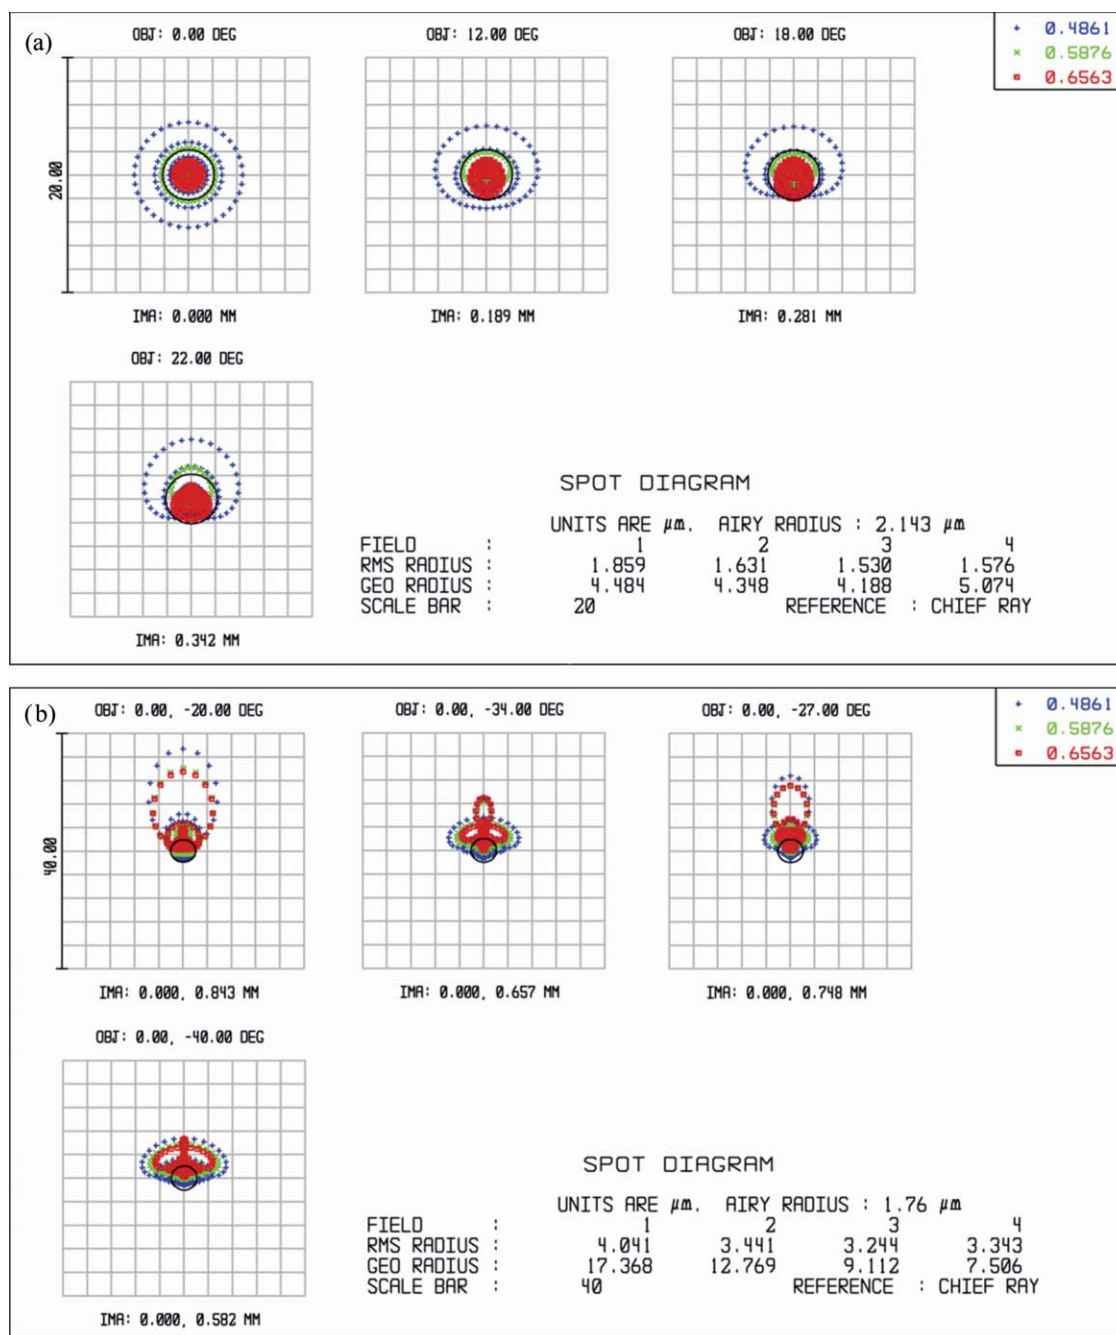 (a)
OBJ: 0.00 DEG
OBJ: 12.00 DEG
OBJ: 18.00 DEG
+ 0.4861
× 0.5876
0.6563
20.00
IMA: 0.000 MM
IMA: 0.189 MM
IMA: 0.281 MM
OBJ: 22.00 DEG
IMA: 0.342 MM
SPOT DIAGRAM
UNITS ARE µm. AIRY RADIUS : 2.143 µm
FIELD : 1 2 3 4
RMS RADIUS : 1.859 1.631 1.530 1.576
GEO RADIUS : 4.484 4.348 4.188 5.074
SCALE BAR : 20 REFERENCE : CHIEF RAY
(b)
OBJ: 0.00, -20.00 DEG
OBJ: 0.00, -34.00 DEG
OBJ: 0.00, -27.00 DEG
+ 0.4861
× 0.5876
0.6563
40.00
IMA: 0.000, 0.843 MM
IMA: 0.000, 0.657 MM
IMA: 0.000, 0.748 MM
OBJ: 0.00, -40.00 DEG
IMA: 0.000, 0.582 MM
SPOT DIAGRAM
UNITS ARE µm. AIRY RADIUS : 1.76 µm
FIELD : 1 2 3 4
RMS RADIUS : 4.041 3.441 3.244 3.343
GEO RADIUS : 17.368 12.769 9.112 7.506
SCALE BAR : 40 REFERENCE : CHIEF RAY